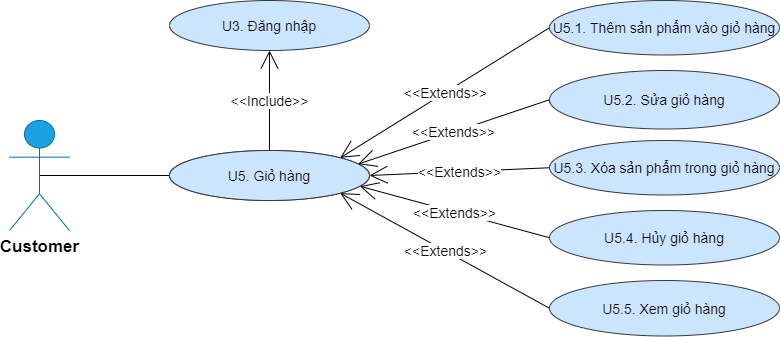 U3. Đăng nhập
U5.1. Thêm sản phẩm vào giỏ hàng
<<Include>>
<<Extends>>
U5.2. Sửa giỏ hàng
<<Extends>>
U5. Giỏ hàng
<<Extends>>
U5.3. Xóa sản phẩm trong giỏ hàng
<<Extends>>
U5.4. Hủy giỏ hàng
Customer
<<Extends>>
U5.5. Xem giỏ hàng